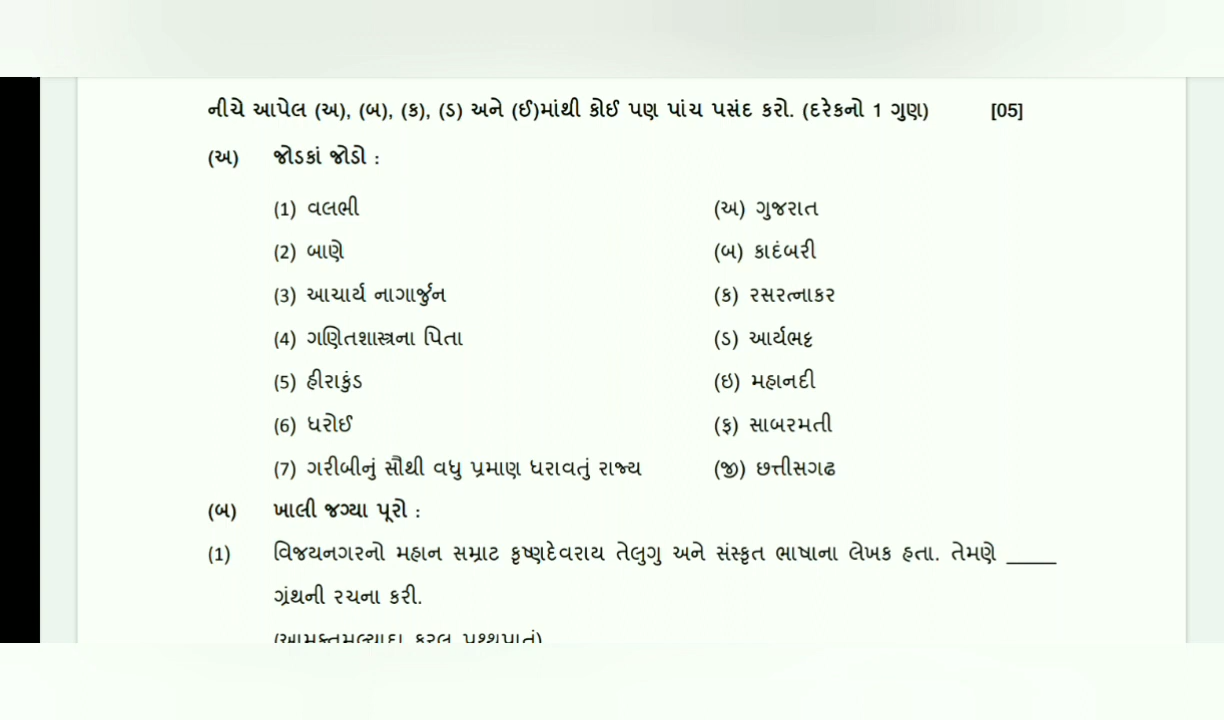 નીચે આપેલ (અ), (બ), (ક), (ડ) અને (ઈ)માંથી કોઈ પણ પાંચ પસંદ કરો. (દરેકનો 1 ગુણ) [05]
(અ) જોડકાં જોડો :
(1) વલભી (અ) ગુજરાત
(2) બાણે (બ) કાદંબરી
(3) આચાર્ય નાગાર્જુન (ક) રસરત્નાકર
(4) ગણિતશાસ્ત્રના પિતા (ડ) આર્યભટ્ટ
(5) હીરાકુંડ (ઇ) મહાનદી
(6) ધરોઈ (ફ) સાબરમતી
(7) ગરીબીનું સૌથી વધુ પ્રમાણ ધરાવતું રાજ્ય (જી) છત્તીસગઢ
(બ) ખાલી જગ્યા પૂરો :
(1) વિજયનગરનો મહાન સમ્રાટ કૃષ્ણદેવરાય તેલુગુ અને સંસ્કૃત ભાષાના લેખક હતા. તેમણે _____
ગ્રંથની રચના કરી.